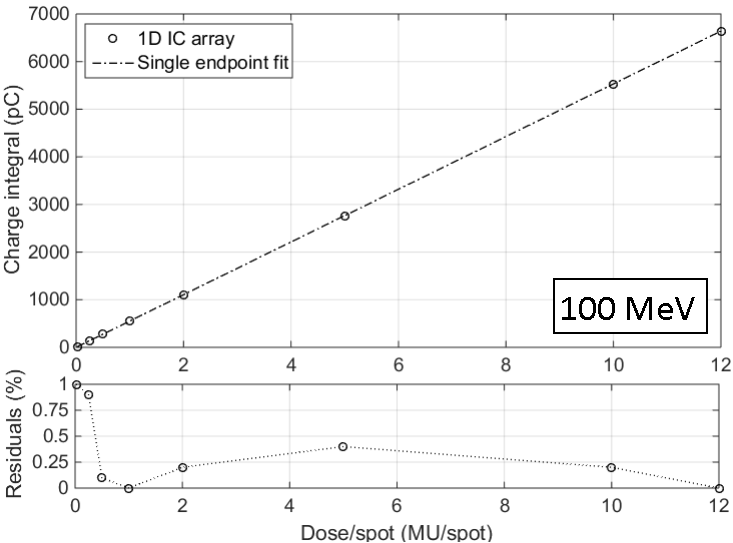 7000
6000
5000
4000
3000
2000
1000
0
Charge integral (pC)
1D IC array
Single endpoint fit
100 MeV
0 2 4 6 8 10 12
1
0.75
0.5
0.25
0
Residuals (%)
0 2 4 6 8 10 12
Dose/spot (MU/spot)